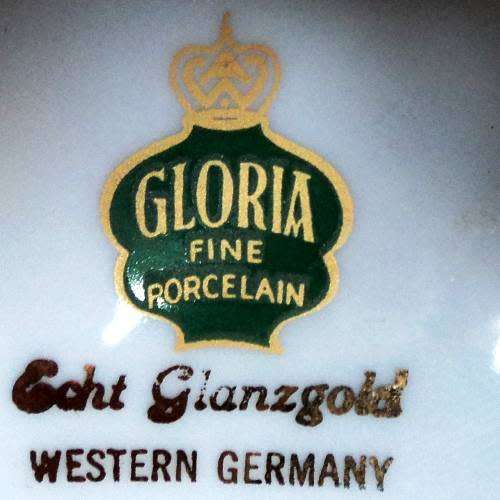 GLORIA
FINE
PORCELAIN
Echt Glanzgold
WESTERN GERMANY